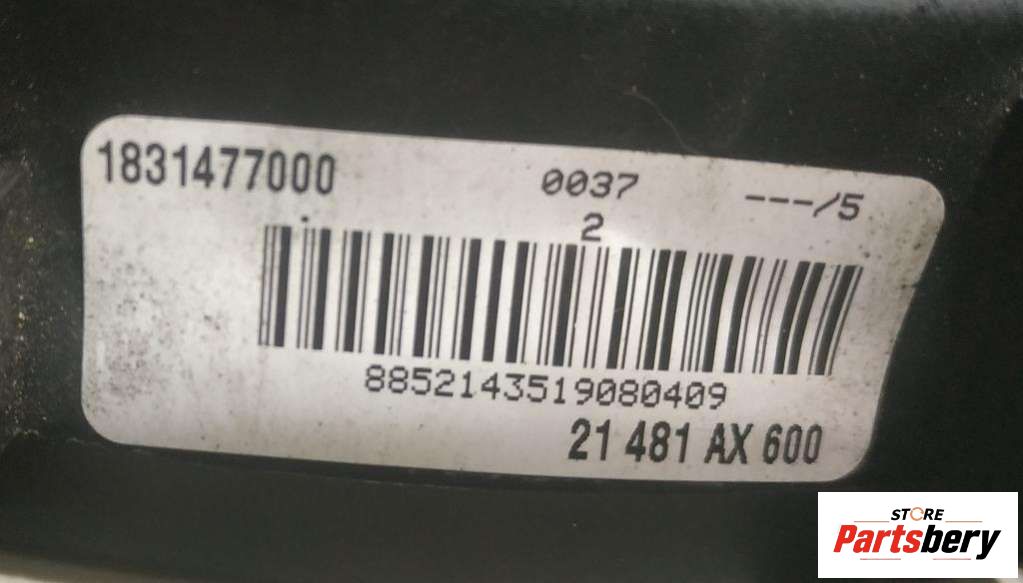 1831477000 0037 ---/5
2
8852143519080409
21 481 AX 600
STORE
Partsbery